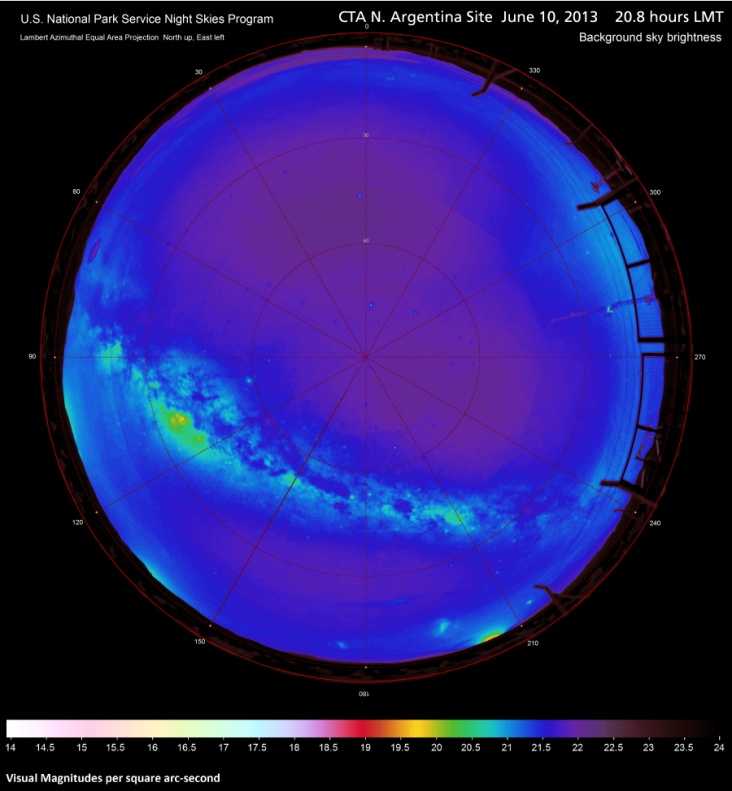 U.S. National Park Service Night Skies Program
CTA N. Argentina Site June 10, 2013 20.8 hours LMT
Lambert Azimuthal Equal Area Projection North up, East left
Background sky brightness
0
30
330
30
60
300
60
90
270
120
240
150
210
180
14 14.5 15 15.5 16 16.5 17 17.5 18 18.5 19 19.5 20 20.5 21 21.5 22 22.5 23 23.5 24
Visual Magnitudes per square arc-second